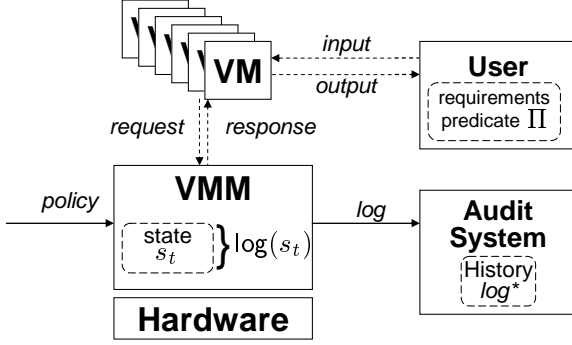 V
V
V
V
V
VM
input
output
User
requirements
predicate Π
request
response
VMM
policy
state
s_t
} log(s_t)
log
Audit
System
History
log*
Hardware